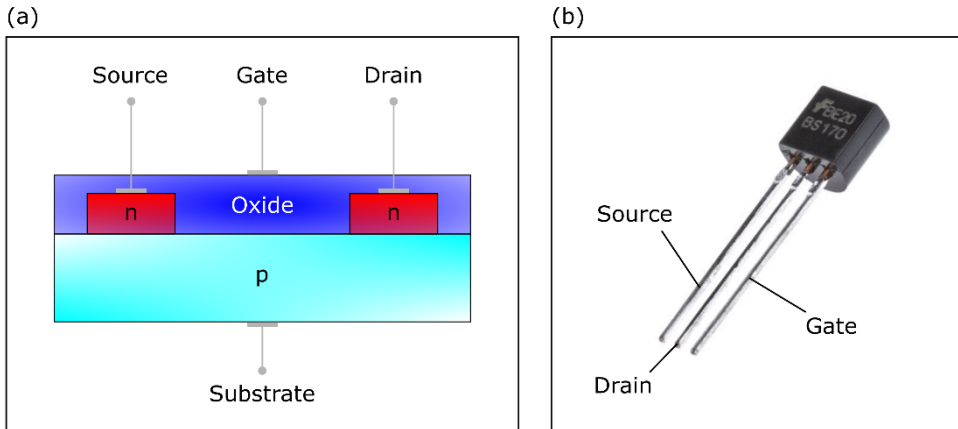 (a)
Source Gate Drain
n Oxide n
p
Substrate
(b)
BE20
BS170
Source
Gate
Drain